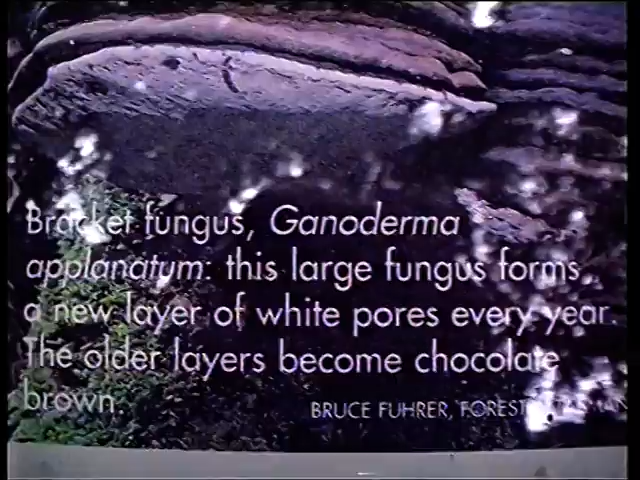 Bracket fungus, Ganoderma
applanatum: this large fungus forms
a new layer of white pores every year.
The older layers become chocolate
brown.
BRUCE FUHRER, FOREST